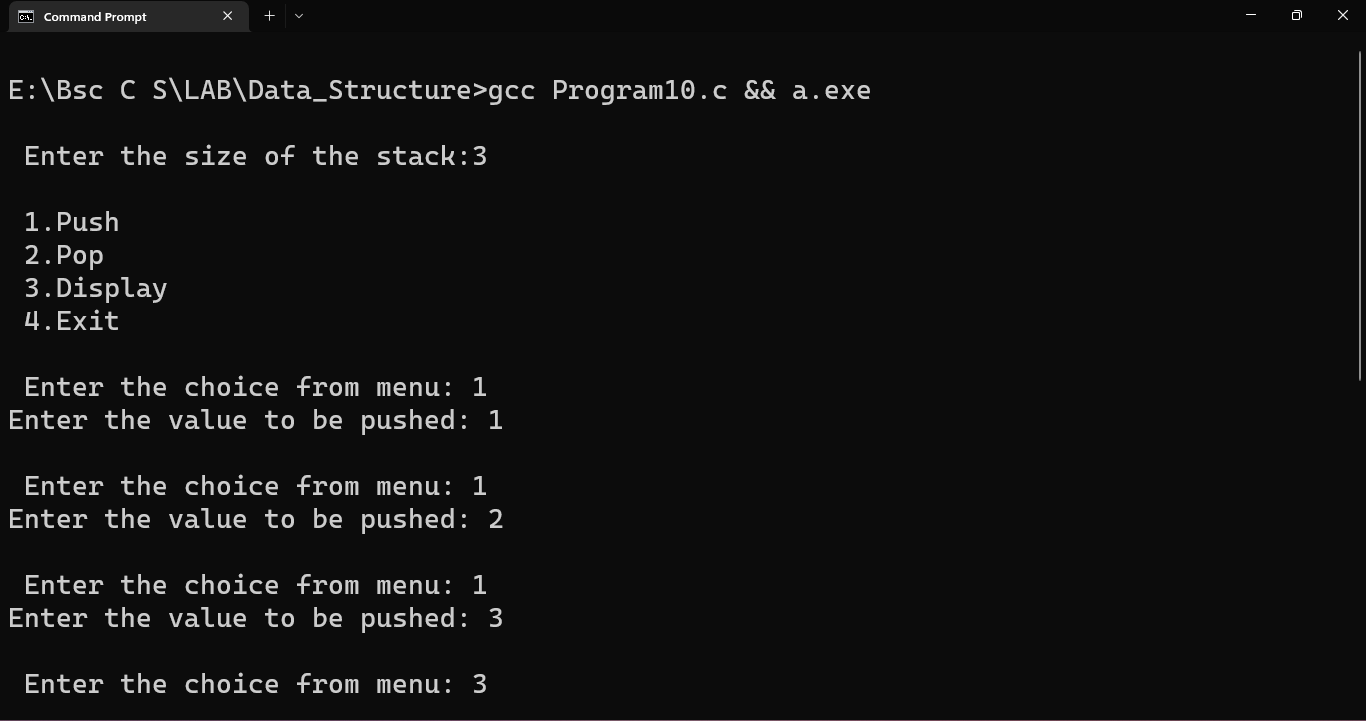 Command Prompt
E:\Bsc C S\LAB\Data_Structure>gcc Program10.c && a.exe
Enter the size of the stack:3
1.Push
2.Pop
3.Display
4.Exit
Enter the choice from menu: 1
Enter the value to be pushed: 1
Enter the choice from menu: 1
Enter the value to be pushed: 2
Enter the choice from menu: 1
Enter the value to be pushed: 3
Enter the choice from menu: 3